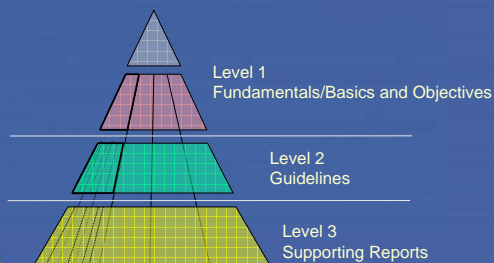 Level 1
Fundamentals/Basics and Objectives
Level 2
Guidelines
Level 3
Supporting Reports